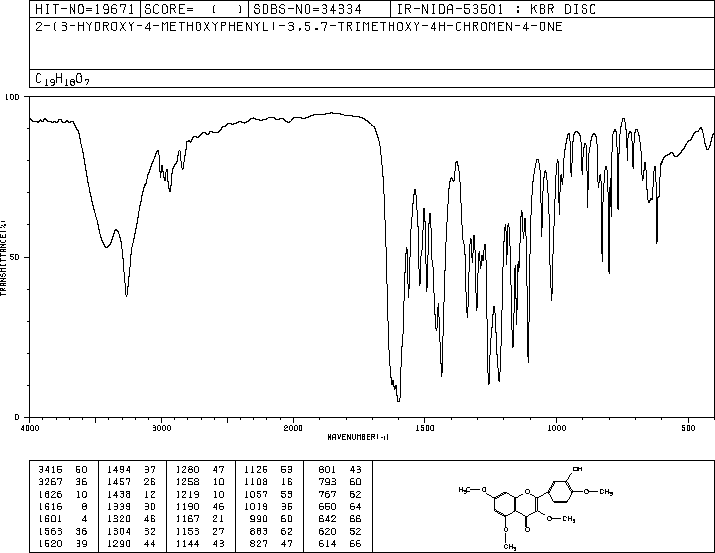 HIT-NO=19671 SCORE= ( ) SDBS-NO=34334 IR-NIDA-53501 : KBR DISC
2-(3-HYDROXY-4-METHOXYPHENYL)-3,5,7-TRIMETHOXY-4H-CHROMEN-4-ONE
C19H18O7
100
50
0
TRANSMITTANCE(%)
4000 3000 2000 1500 1000 500
WAVENUMBER(-1)
3415 60 1494 37 1280 47 1126 53 801 43
3267 36 1457 26 1258 10 1108 16 793 60
1626 10 1438 12 1219 10 1057 55 767 62
1616 8 1339 30 1190 46 1019 36 650 64
1601 4 1320 46 1167 21 990 60 642 66
1563 36 1304 32 1153 27 883 62 620 52
1520 39 1290 44 1144 43 827 47 614 66
OH
H3C O O O CH3
O CH3
O O
CH3